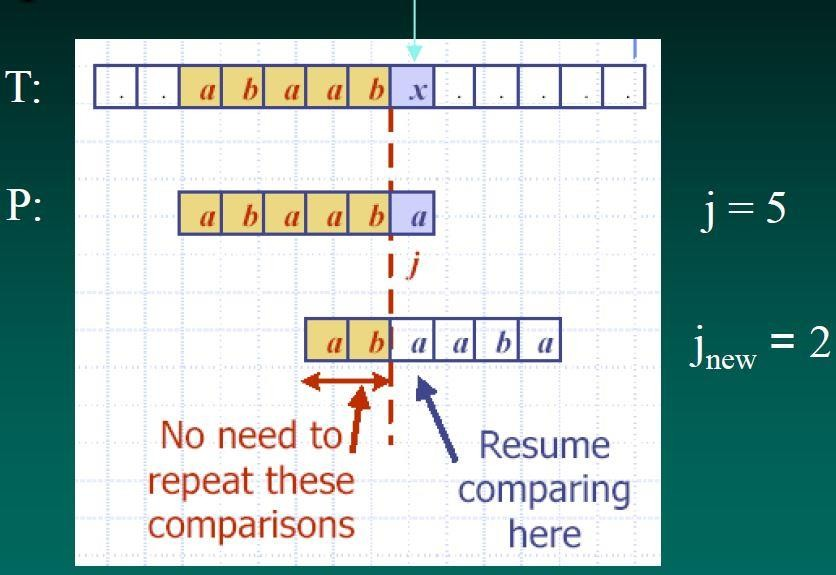 T: . . a b a a b x . . . . .
P: a b a a b a j = 5
j
a b a a b a jnew = 2
No need to
repeat these
comparisons
Resume
comparing
here